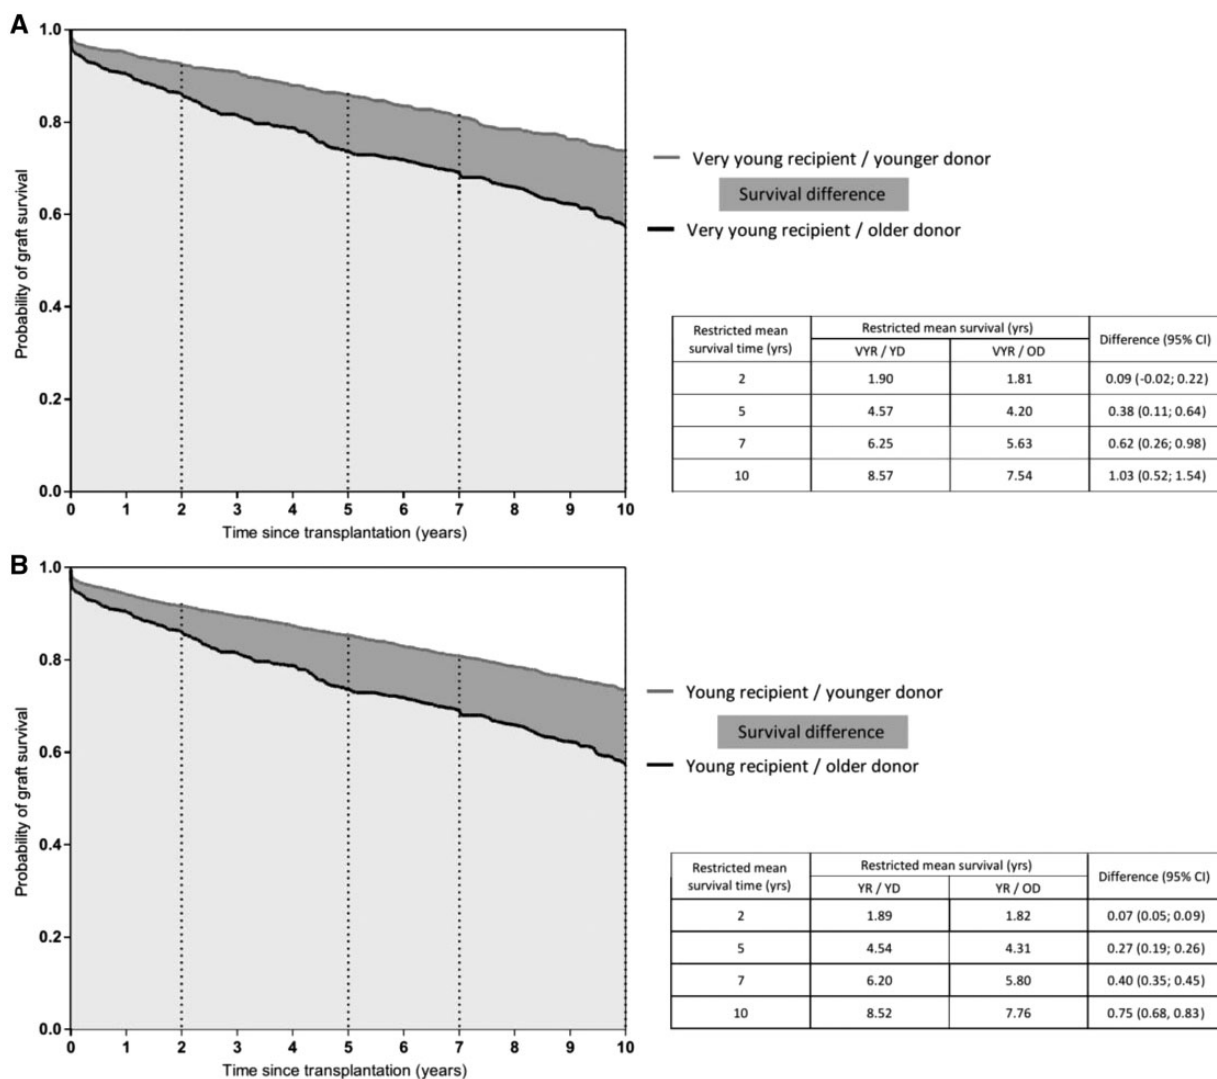 A
Probability of graft survival
1.0
0.8
0.6
0.4
0.2
0.0
0 1 2 3 4 5 6 7 8 9 10
Time since transplantation (years)
Very young recipient / younger donor
Survival difference
Very young recipient / older donor
Restricted mean survival time (yrs) Restricted mean survival (yrs) Difference (95% CI)
VYR / YD VYR / OD
2 1.90 1.81 0.09 (-0.02; 0.22)
5 4.57 4.20 0.38 (0.11; 0.64)
7 6.25 5.63 0.62 (0.26; 0.98)
10 8.57 7.54 1.03 (0.52; 1.54)
B
Probability of graft survival
1.0
0.8
0.6
0.4
0.2
0.0
0 1 2 3 4 5 6 7 8 9 10
Time since transplantation (years)
Young recipient / younger donor
Survival difference
Young recipient / older donor
Restricted mean survival time (yrs) Restricted mean survival (yrs) Difference (95% CI)
YR / YD YR / OD
2 1.89 1.82 0.07 (0.05; 0.09)
5 4.54 4.31 0.27 (0.19; 0.26)
7 6.20 5.80 0.40 (0.35; 0.45)
10 8.52 7.76 0.75 (0.68, 0.83)